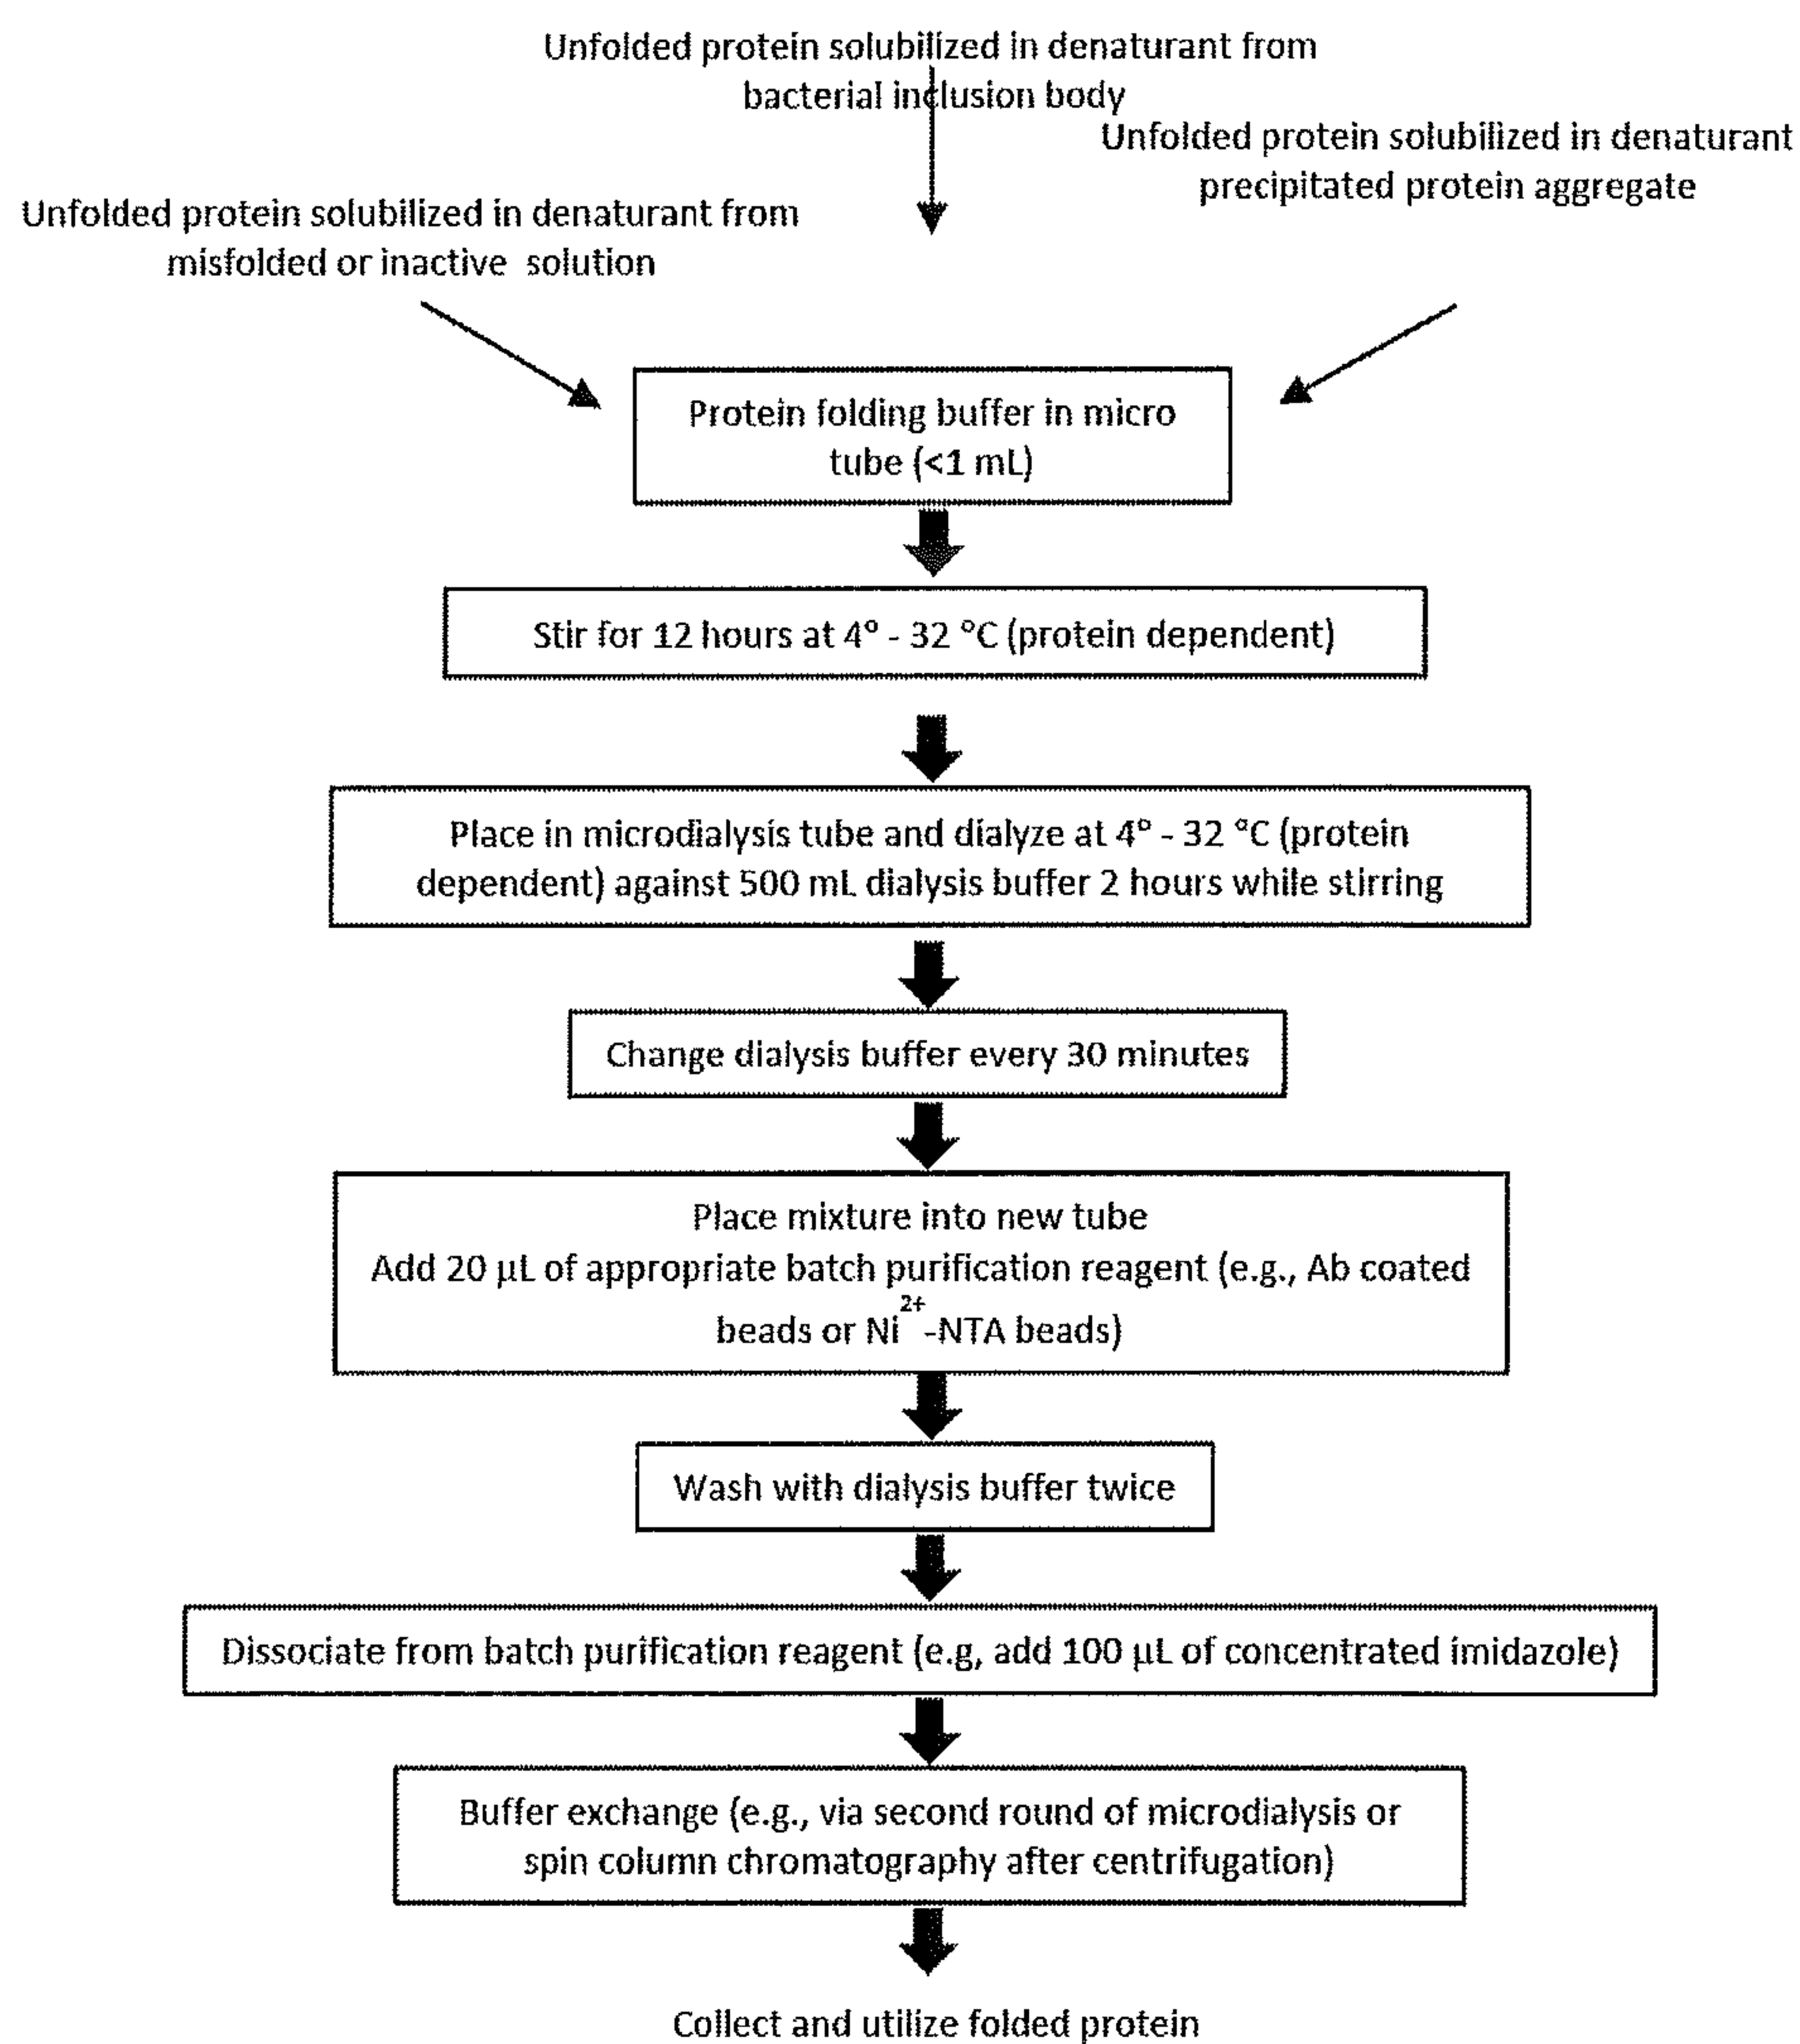 Unfolded protein solubilized in denaturant from
bacterial inclusion body
Unfolded protein solubilized in denaturant
precipitated protein aggregate
Unfolded protein solubilized in denaturant from
misfolded or inactive solution
Protein folding buffer in micro
tube (<1 mL)
Stir for 12 hours at 4° - 32 °C (protein dependent)
Place in microdialysis tube and dialyze at 4° - 32 °C (protein
dependent) against 500 mL dialysis buffer 2 hours while stirring
Change dialysis buffer every 30 minutes
Place mixture into new tube
Add 20 µL of appropriate batch purification reagent (e.g., Ab coated
beads or Ni²⁺-NTA beads)
Wash with dialysis buffer twice
Dissociate from batch purification reagent (e.g, add 100 µL of concentrated imidazole)
Buffer exchange (e.g., via second round of microdialysis or
spin column chromatography after centrifugation)
Collect and utilize folded protein